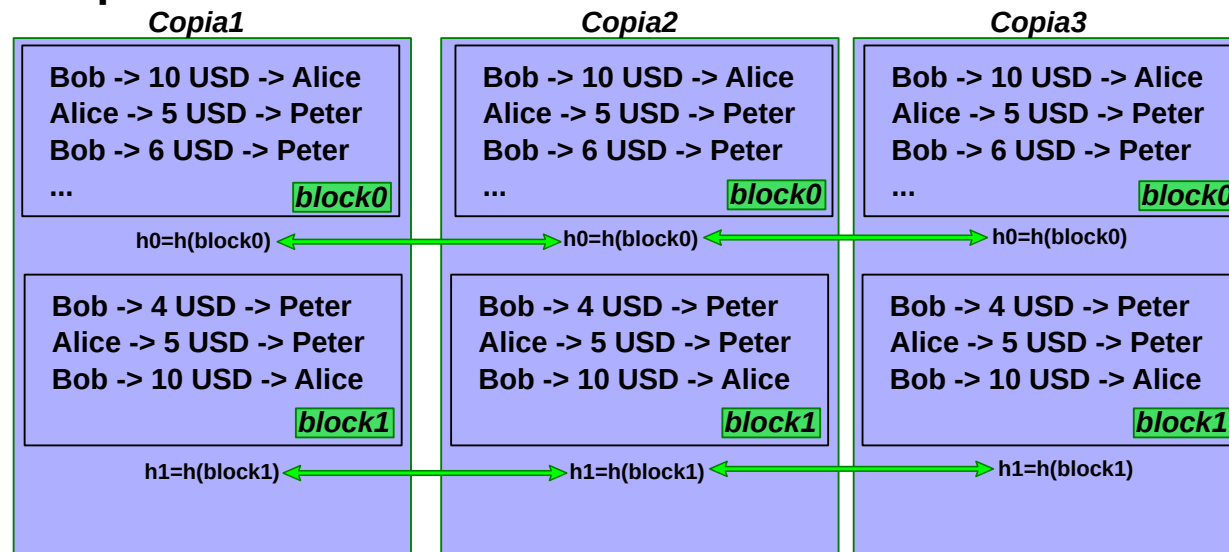 Copia1
Bob -> 10 USD -> Alice
Alice -> 5 USD -> Peter
Bob -> 6 USD -> Peter
...
block0
h0=h(block0)
Bob -> 4 USD -> Peter
Alice -> 5 USD -> Peter
Bob -> 10 USD -> Alice
block1
h1=h(block1)
Copia2
Bob -> 10 USD -> Alice
Alice -> 5 USD -> Peter
Bob -> 6 USD -> Peter
...
block0
h0=h(block0)
Bob -> 4 USD -> Peter
Alice -> 5 USD -> Peter
Bob -> 10 USD -> Alice
block1
h1=h(block1)
Copia3
Bob -> 10 USD -> Alice
Alice -> 5 USD -> Peter
Bob -> 6 USD -> Peter
...
block0
h0=h(block0)
Bob -> 4 USD -> Peter
Alice -> 5 USD -> Peter
Bob -> 10 USD -> Alice
block1
h1=h(block1)